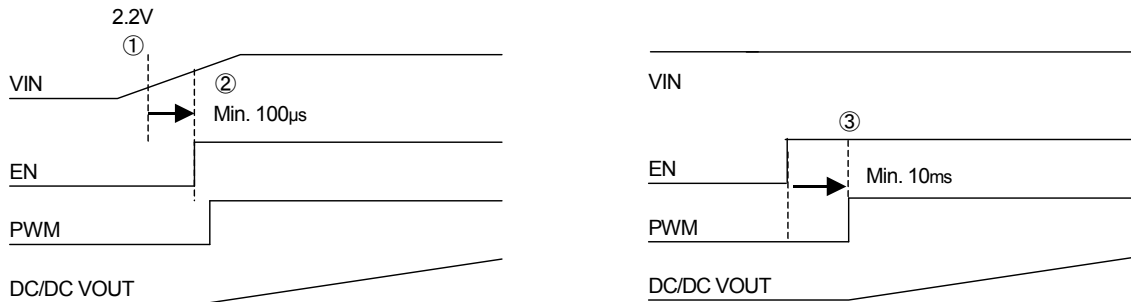 2.2V
①
VIN
②
Min. 100μs
EN
PWM
DC/DC VOUT
VIN
③
EN
Min. 10ms
PWM
DC/DC VOUT